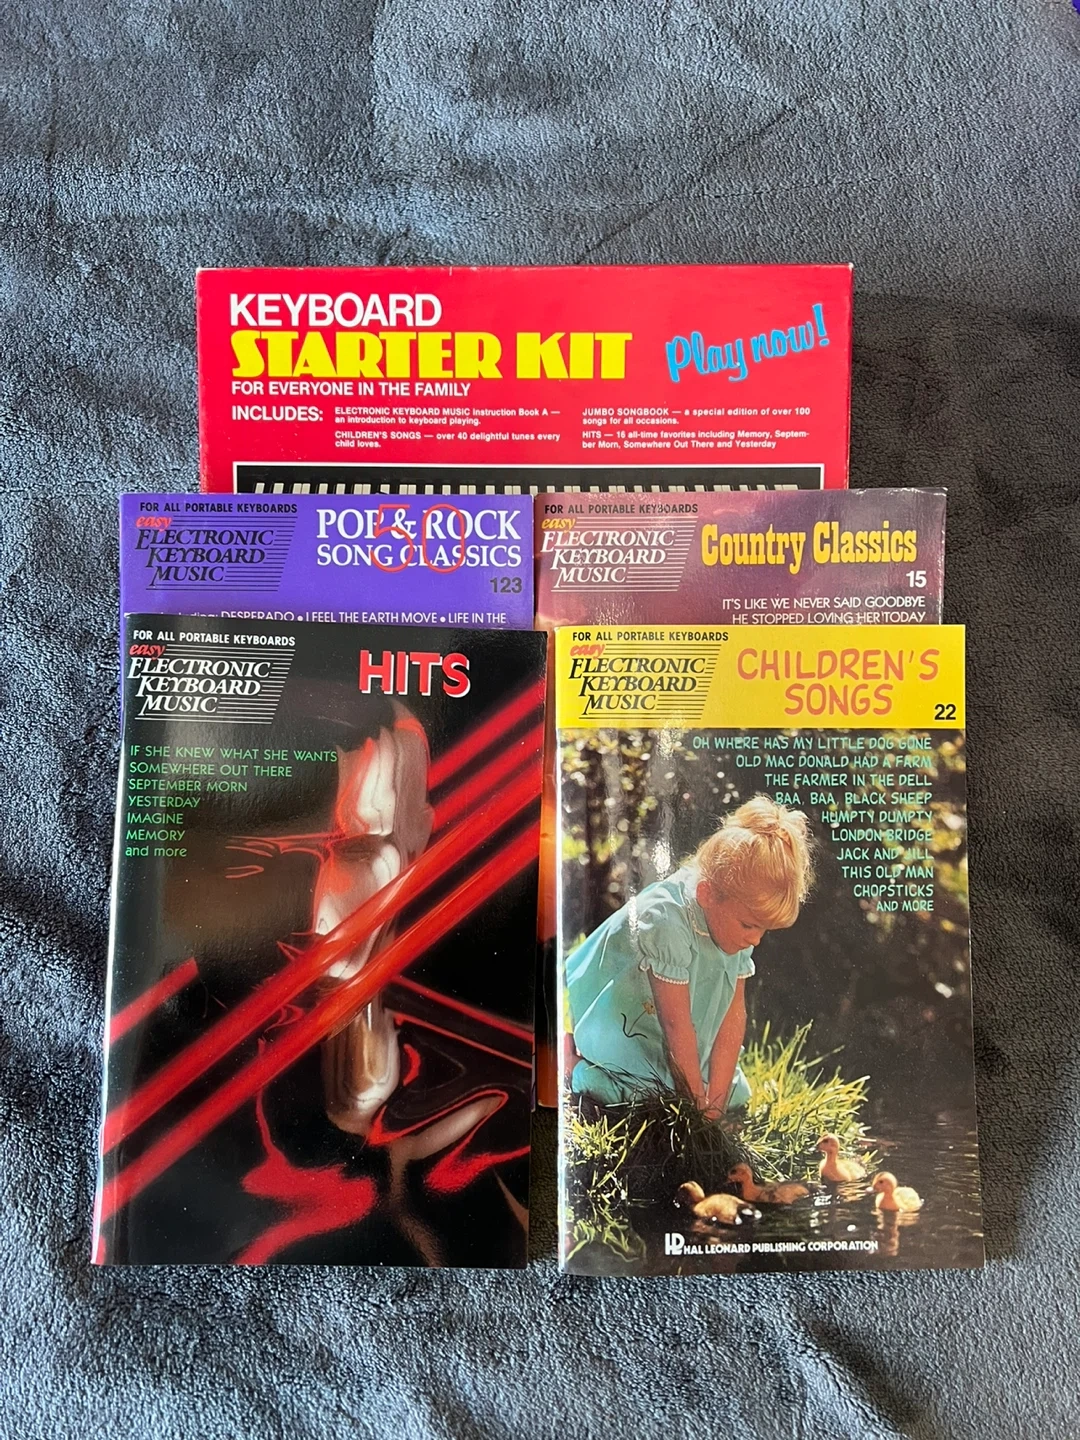 KEYBOARD
STARTER KIT
Play now!
FOR EVERYONE IN THE FAMILY
INCLUDES:
ELECTRONIC KEYBOARD MUSIC Instruction Book A —
an introduction to keyboard playing.
CHILDREN'S SONGS — over 40 delightful tunes every
child loves.
JUMBO SONGBOOK — a special edition of over 100
songs for all occasions.
HITS — 16 all-time favorites including Memory, Septem-
ber Morn, Somewhere Out There and Yesterday
FOR ALL PORTABLE KEYBOARDS
easy
ELECTRONIC
KEYBOARD
MUSIC
50
POP & ROCK
SONG CLASSICS
123
DESPERADO • I FEEL THE EARTH MOVE • LIFE IN THE
FOR ALL PORTABLE KEYBOARDS
easy
ELECTRONIC
KEYBOARD
MUSIC
Country Classics
15
IT'S LIKE WE NEVER SAID GOODBYE
HE STOPPED LOVING HER TODAY
FOR ALL PORTABLE KEYBOARDS
easy
ELECTRONIC
KEYBOARD
MUSIC
HITS
IF SHE KNEW WHAT SHE WANTS
SOMEWHERE OUT THERE
SEPTEMBER MORN
YESTERDAY
IMAGINE
MEMORY
and more
FOR ALL PORTABLE KEYBOARDS
easy
ELECTRONIC
KEYBOARD
MUSIC
CHILDREN'S
SONGS
22
OH WHERE HAS MY LITTLE DOG GONE
OLD MAC DONALD HAD A FARM
THE FARMER IN THE DELL
BAA, BAA, BLACK SHEEP
HUMPTY DUMPTY
LONDON BRIDGE
JACK AND JILL
THIS OLD MAN
CHOPSTICKS
AND MORE
HL HAL LEONARD PUBLISHING CORPORATION